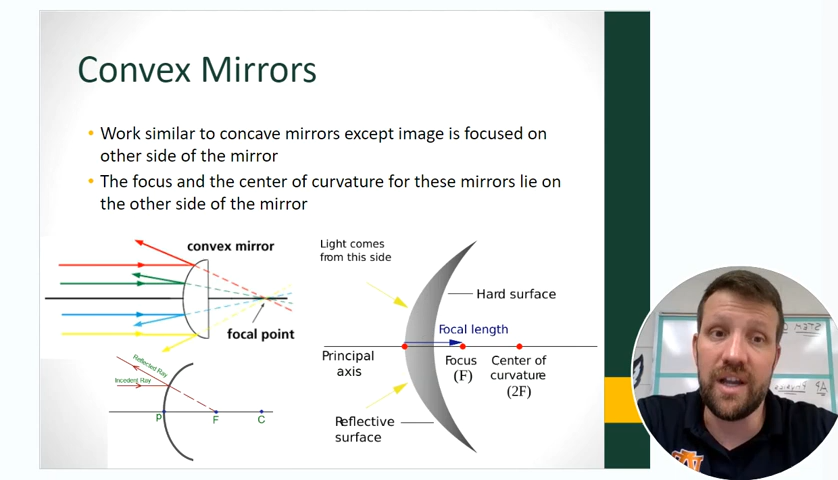 Convex Mirrors
• Work similar to concave mirrors except image is focused on
other side of the mirror
• The focus and the center of curvature for these mirrors lie on
the other side of the mirror
convex mirror
focal point
Reflected Ray
Incedent Ray
P
F
C
Light comes
from this side
Hard surface
Focal length
Principal
axis
Focus
(F)
Center of
curvature
(2F)
Reflective
surface